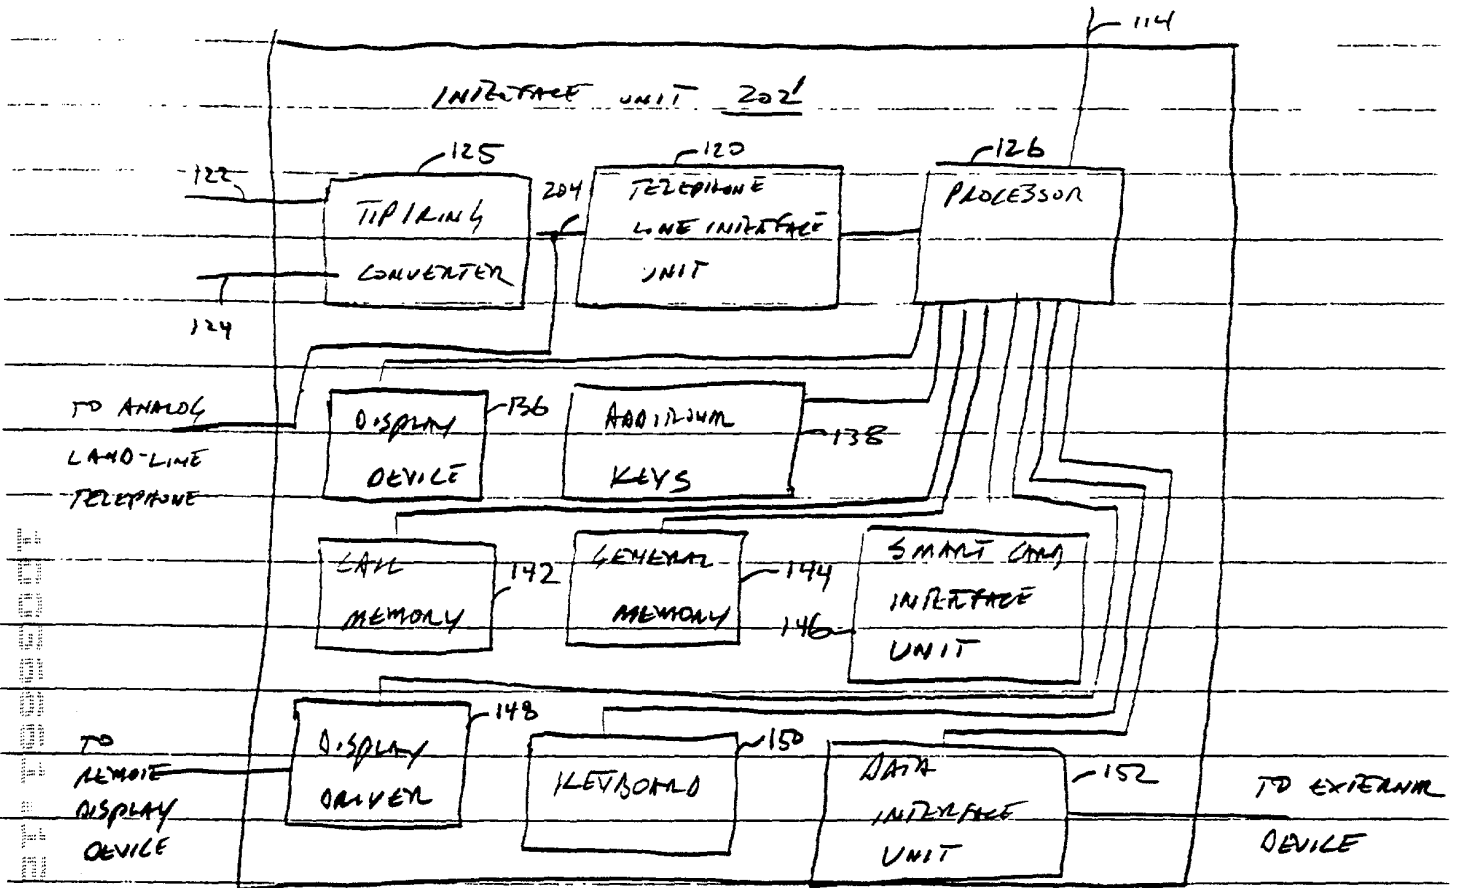 114
INTERFACE UNIT 202'
125
120
126
122
TIP/RING
CONVERTER
204
TELEPHONE
LINE INTERFACE
UNIT
PROCESSOR
124
TO ANALOG
LAND-LINE
TELEPHONE
DISPLAY
DEVICE
136
ADDITIONAL
KEYS
138
CALL
MEMORY
142
GENERAL
MEMORY
144
SMART CARD
INTERFACE
UNIT
146
TO
REMOTE
DISPLAY
DEVICE
DISPLAY
DRIVER
148
KEYBOARD
150
DATA
INTERFACE
UNIT
152
TO EXTERNAL
DEVICE